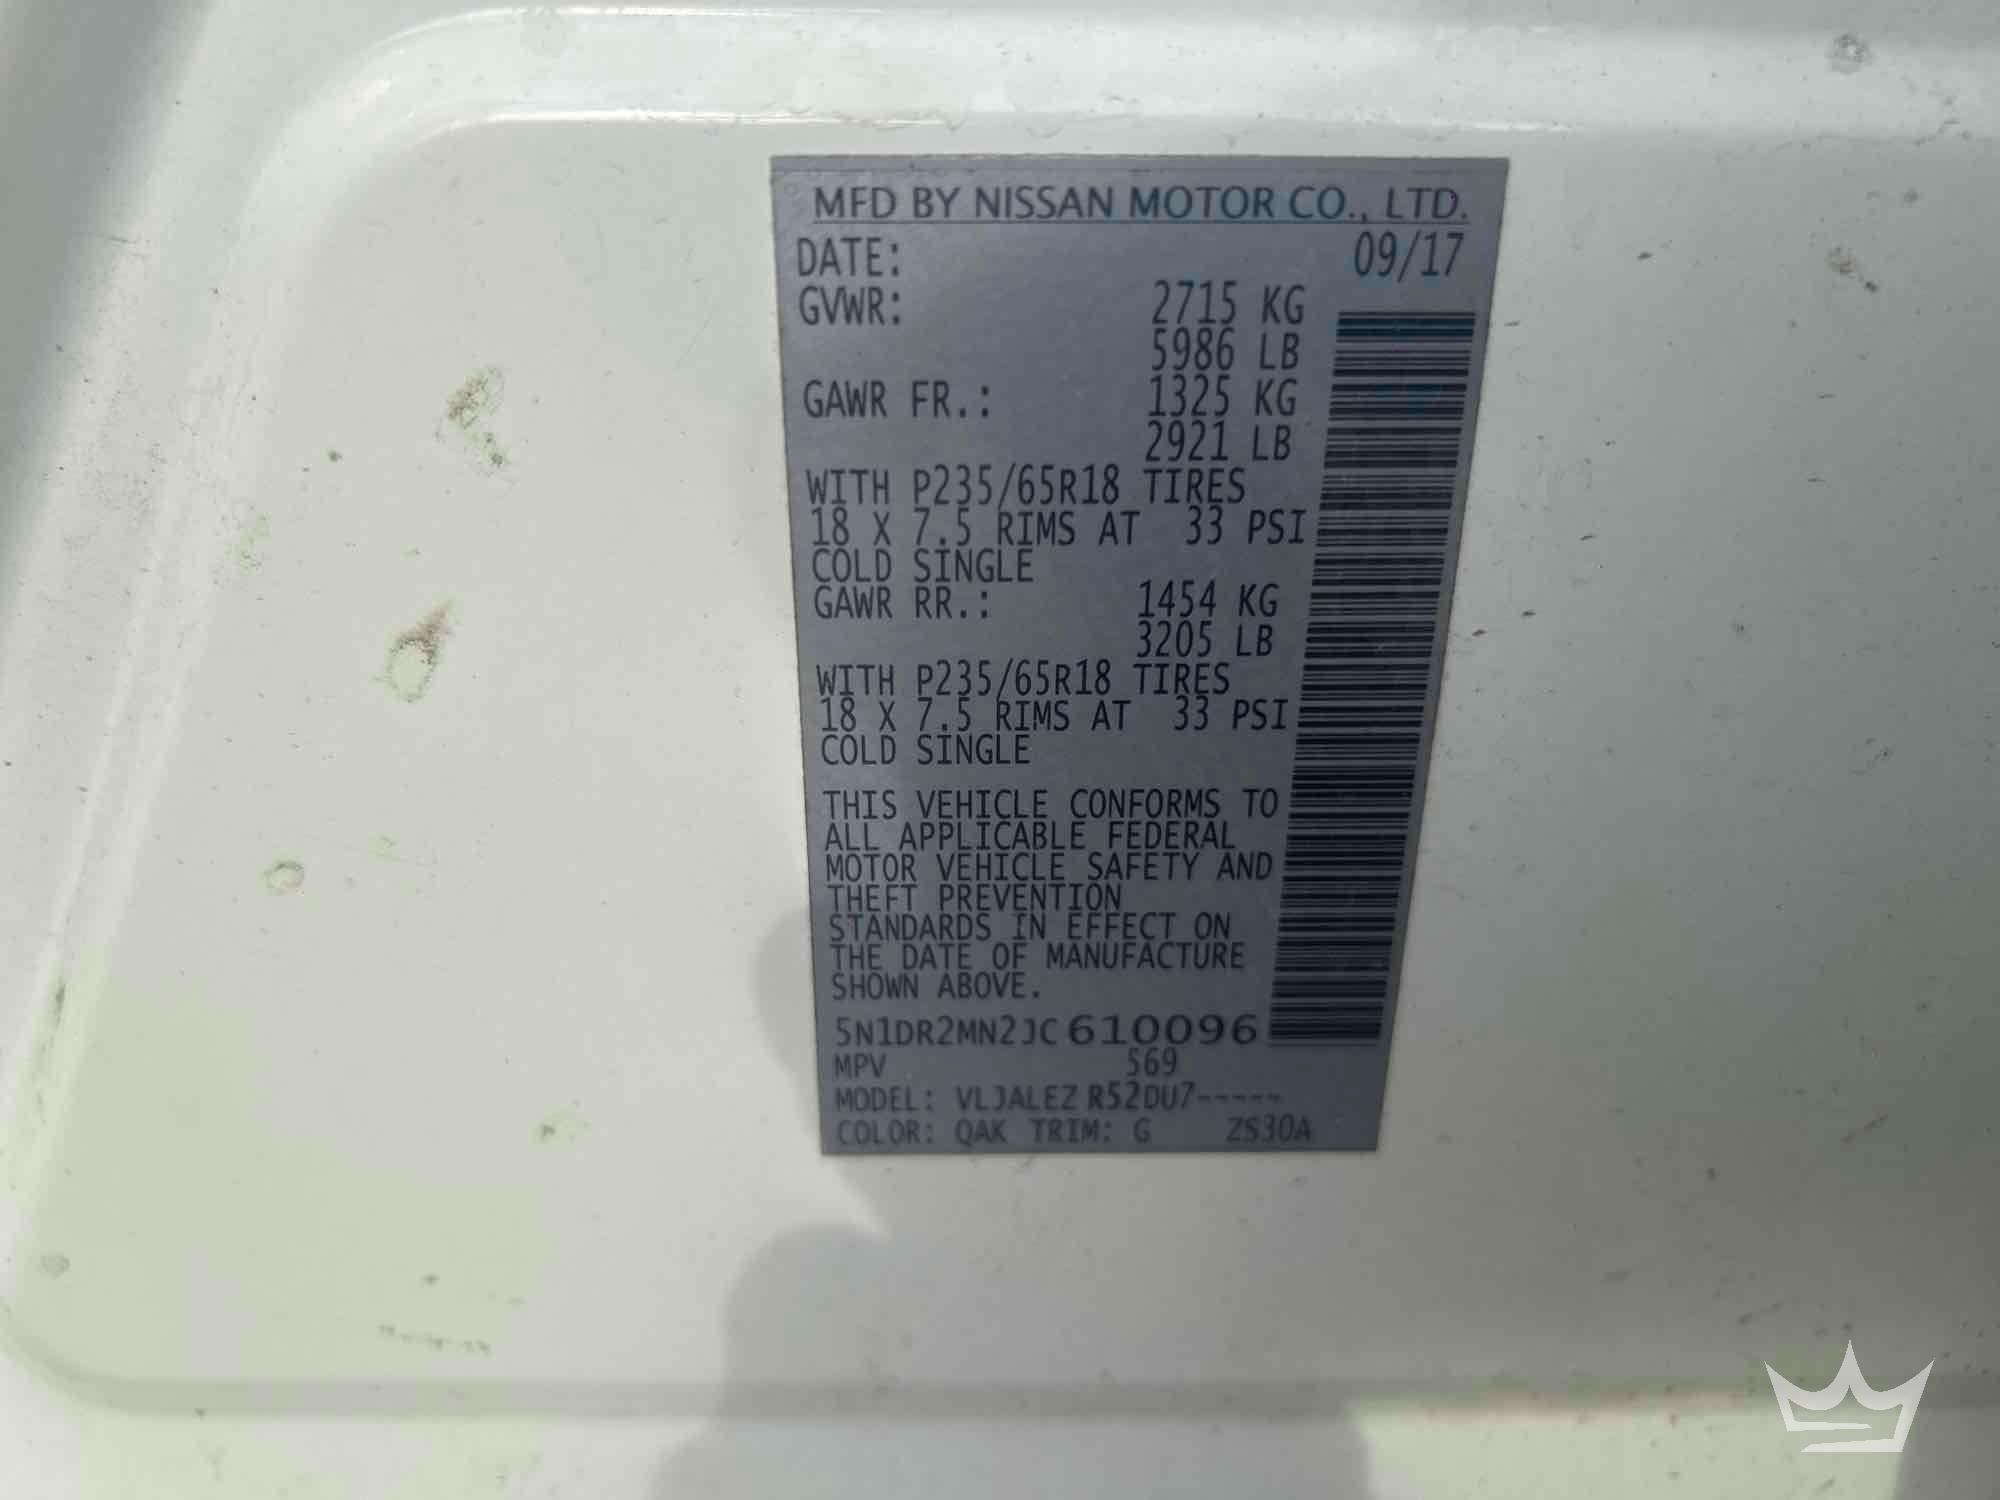 MFD BY NISSAN MOTOR CO., LTD.
DATE: 09/17
GVWR: 2715 KG
5986 LB
GAWR FR.: 1325 KG
2921 LB
WITH P235/65R18 TIRES
18 X 7.5 RIMS AT 33 PSI
COLD SINGLE
GAWR RR.: 1454 KG
3205 LB
WITH P235/65R18 TIRES
18 X 7.5 RIMS AT 33 PSI
COLD SINGLE
THIS VEHICLE CONFORMS TO
ALL APPLICABLE FEDERAL
MOTOR VEHICLE SAFETY AND
THEFT PREVENTION
STANDARDS IN EFFECT ON
THE DATE OF MANUFACTURE
SHOWN ABOVE.
5N1DR2MN2JC610096
MPV 569
MODEL: VLJALEZ R52DU7-----
COLOR: QAK TRIM: G ZS30A